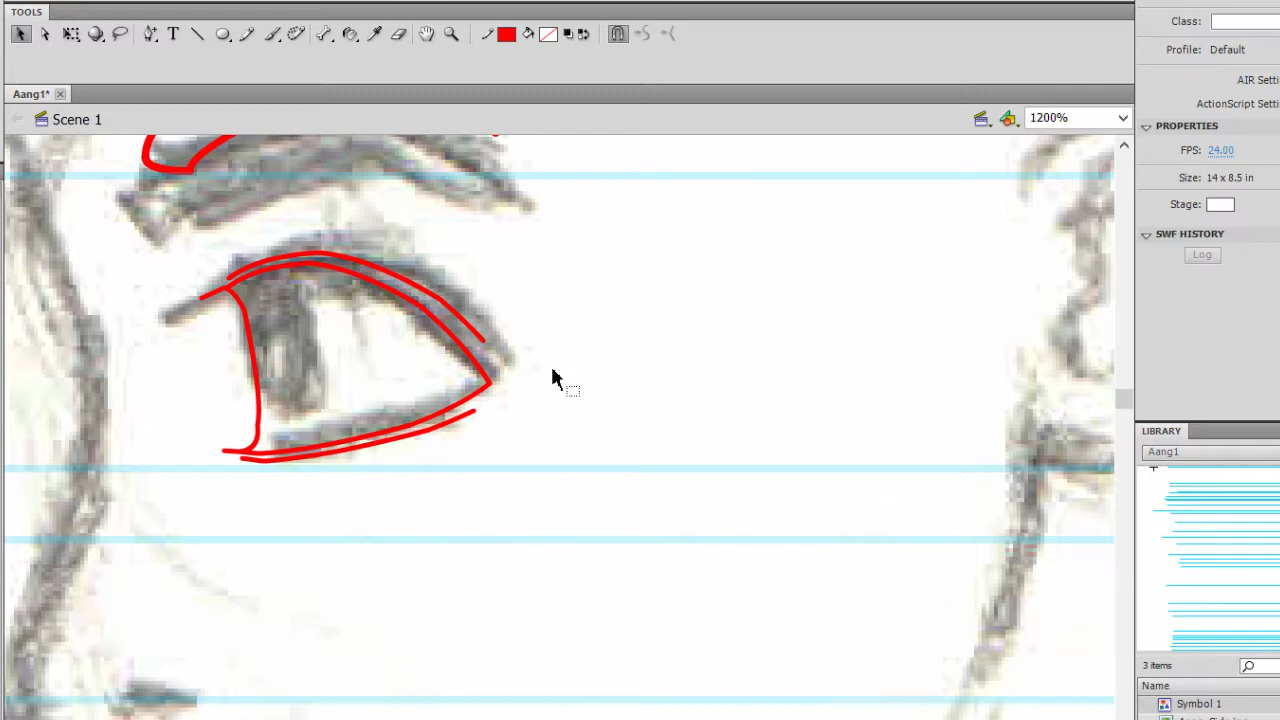 TOOLS
Class:
Profile: Default
AIR Setti
ActionScript Setti
Aang1*
Scene 1
1200%
PROPERTIES
FPS: 24.00
Size: 14 x 8.5 in
Stage:
SWF HISTORY
Log
LIBRARY
Aang1
3 items
Name
Symbol 1